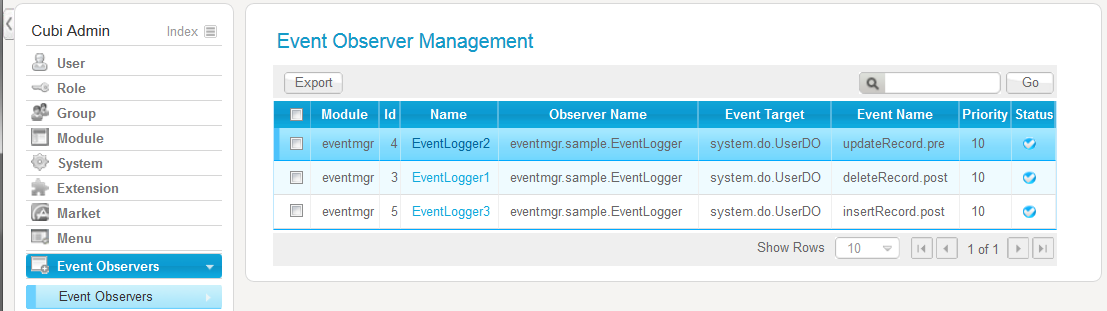 Cubi Admin Index
User
Role
Group
Module
System
Extension
Market
Menu
Event Observers
Event Observers
Event Observer Management
Export Go
Module Id Name Observer Name Event Target Event Name Priority Status
eventmgr 4 EventLogger2 eventmgr.sample.EventLogger system.do.UserDO updateRecord.pre 10
eventmgr 3 EventLogger1 eventmgr.sample.EventLogger system.do.UserDO deleteRecord.post 10
eventmgr 5 EventLogger3 eventmgr.sample.EventLogger system.do.UserDO insertRecord.post 10
Show Rows 10 1 of 1